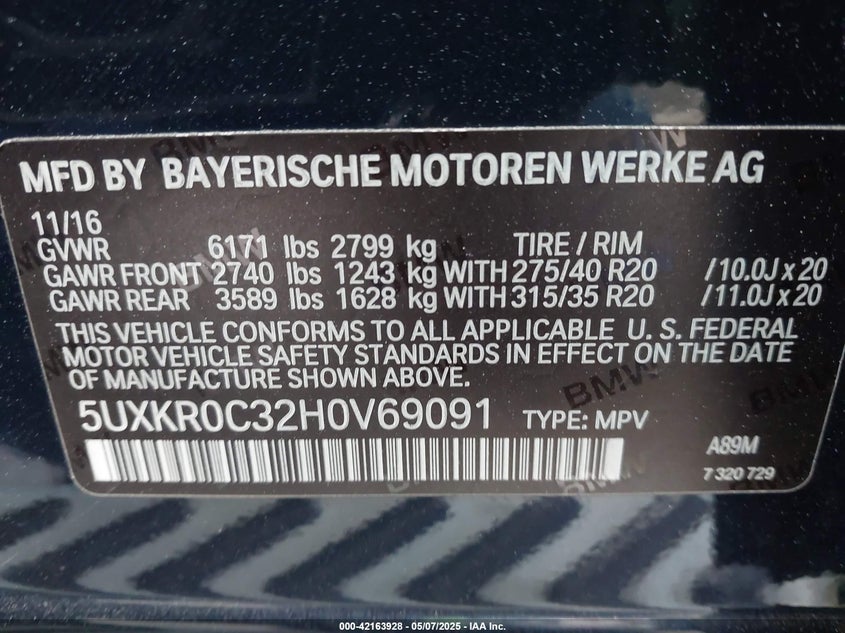 MFD BY BAYERISCHE MOTOREN WERKE AG
11/16
GVWR 6171 lbs 2799 kg TIRE / RIM
GAWR FRONT 2740 lbs 1243 kg WITH 275/40 R20 /10.0J x 20
GAWR REAR 3589 lbs 1628 kg WITH 315/35 R20 /11.0J x 20
THIS VEHICLE CONFORMS TO ALL APPLICABLE U. S. FEDERAL
MOTOR VEHICLE SAFETY STANDARDS IN EFFECT ON THE DATE
OF MANUFACTURE SHOWN ABOVE.
BMW
5UXKR0C32H0V69091 TYPE: MPV
A89M
7 320 729
000-42163928 - 05/07/2025 - IAA Inc.